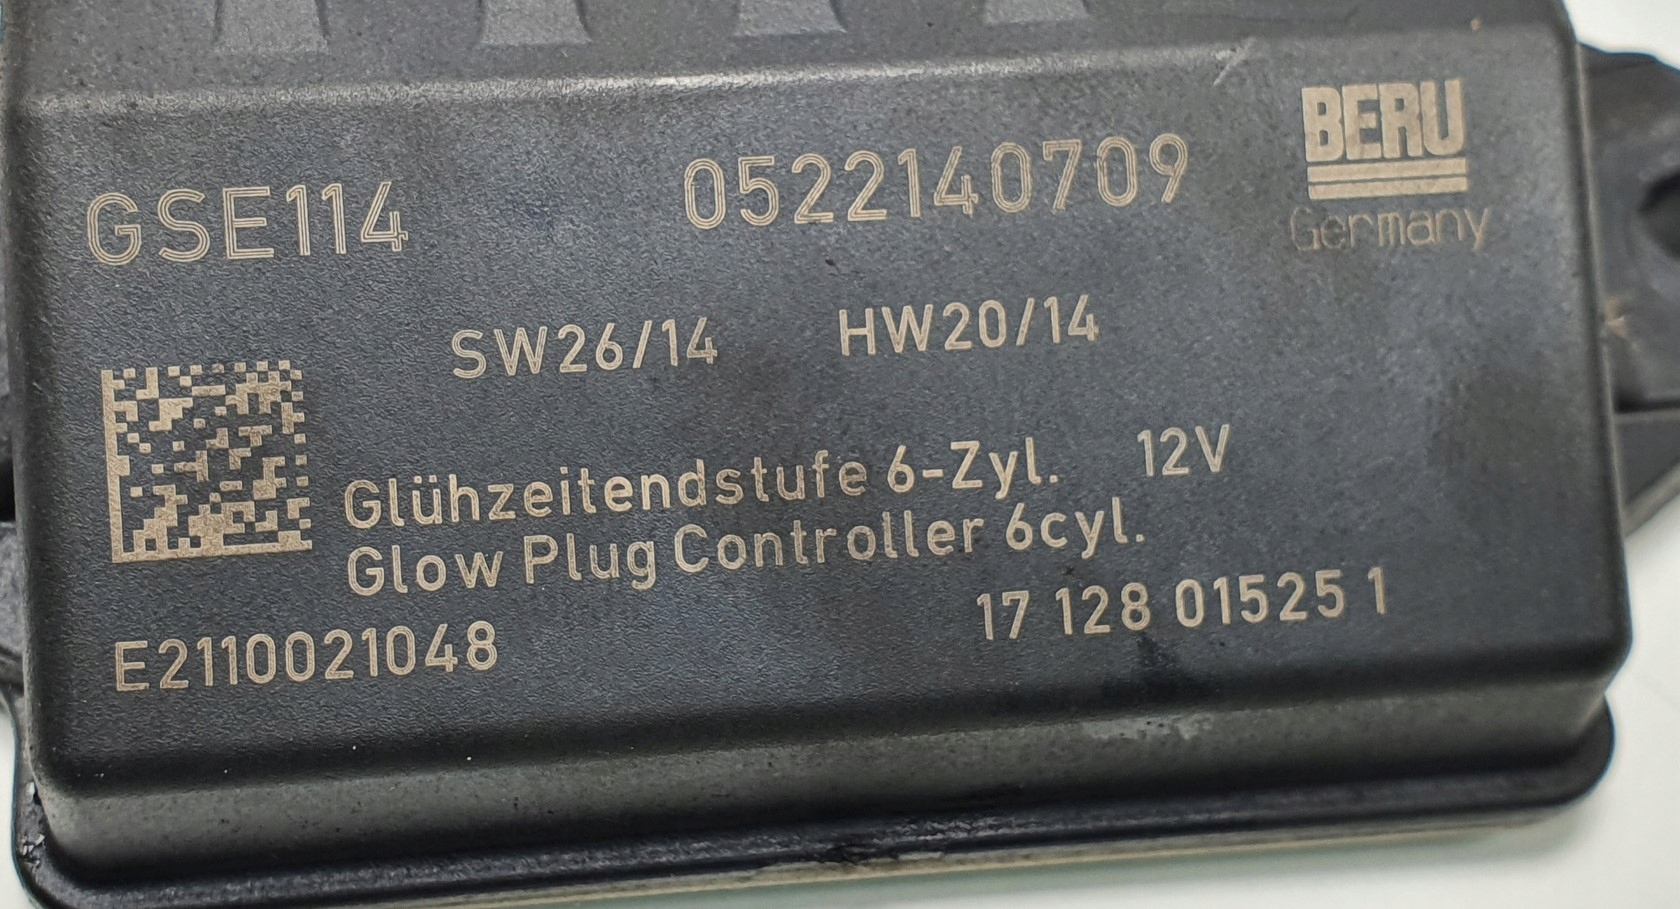 BERU
Germany
GSE114 0522140709
SW26/14 HW20/14
Glühzeitendstufe 6-Zyl. 12V
Glow Plug Controller 6cyl.
E2110021048 17 128 01525 1